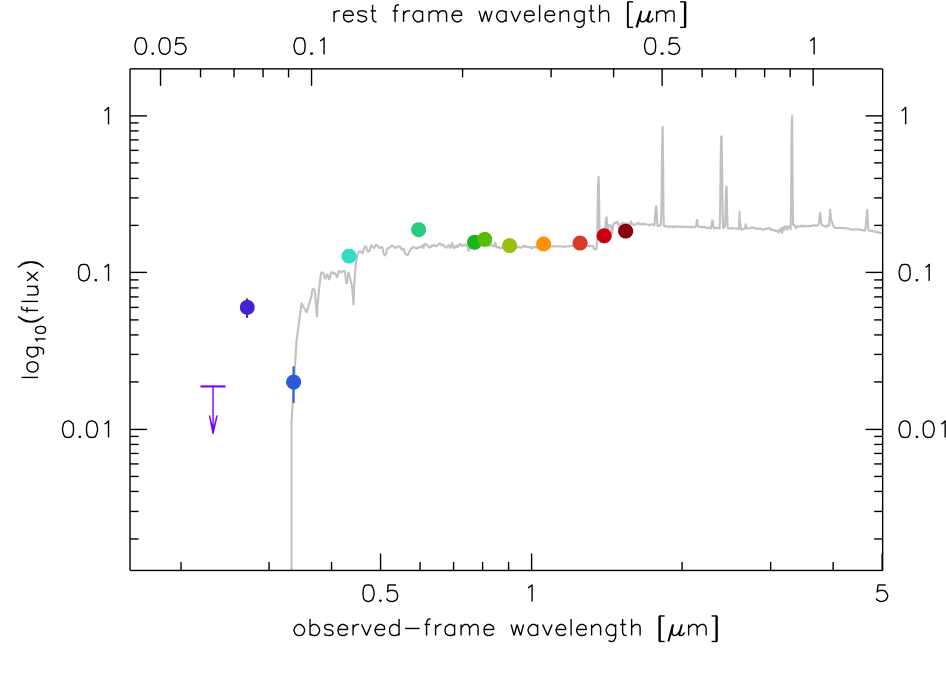 rest frame wavelength [μm]
0.05 0.1 0.5 1
1 1
0.1 0.1
0.01 0.01
log10(flux)
0.5 1 5
observed−frame wavelength [μm]